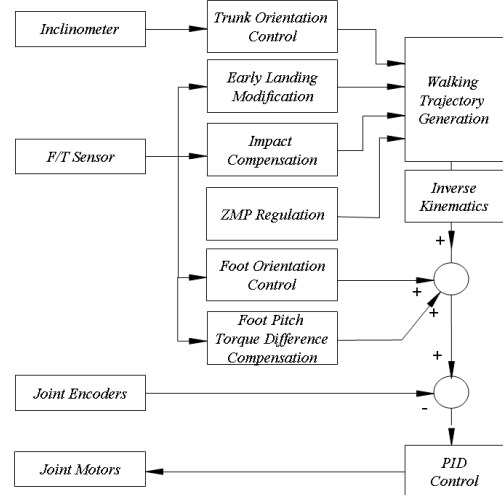 Inclinometer
Trunk Orientation
Control
Early Landing
Modification
Walking
Trajectory
Generation
F/T Sensor
Impact
Compensation
Inverse
Kinematics
ZMP Regulation
+
Foot Orientation
Control
+
+
Foot Pitch
Torque Difference
Compensation
+
Joint Encoders
-
Joint Motors
PID
Control